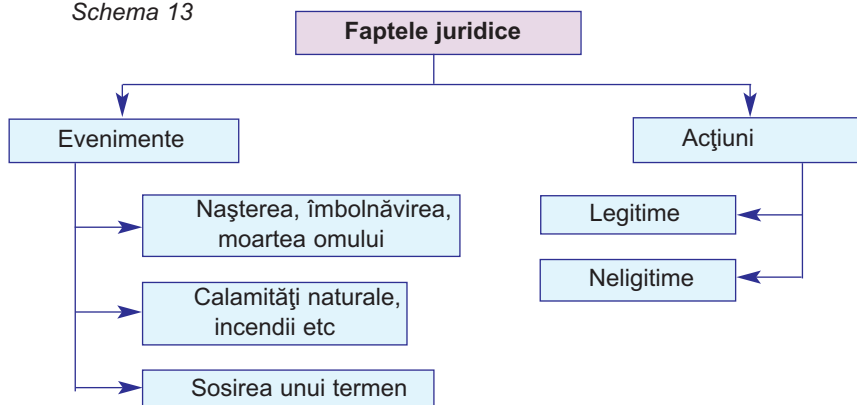 Schema 13
Faptele juridice
Evenimente
Acţiuni
Naşterea, îmbolnăvirea,
moartea omului
Legitime
Neligitime
Calamităţi naturale,
incendii etc
Sosirea unui termen